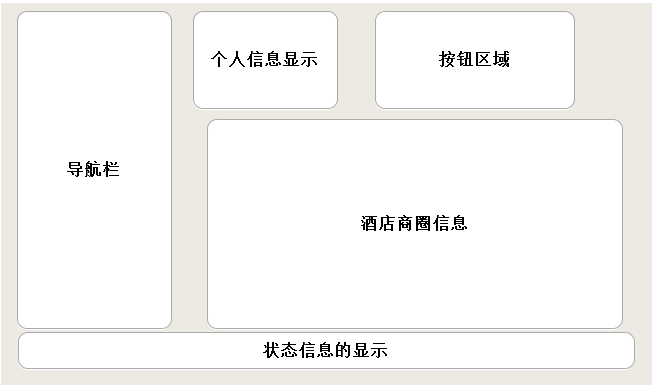 个人信息显示
按钮区域
导航栏
酒店商圈信息
状态信息的显示